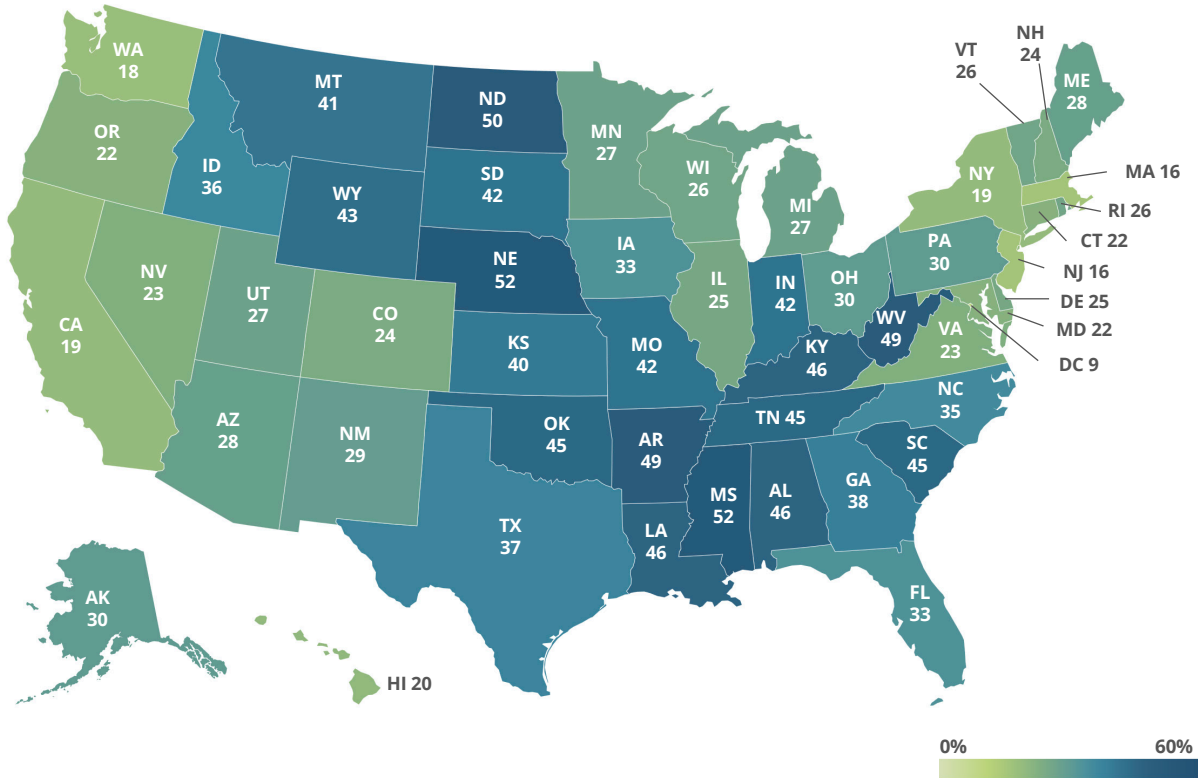 NH
24
VT
26
WA
18
MT
41
ND
50
ME
28
OR
22
MN
27
ID
36
SD
42
WI
26
NY
19
MA 16
WY
43
MI
27
RI 26
CT 22
IA
33
PA
30
NE
52
NJ 16
NV
23
UT
27
IL
25
IN
42
OH
30
DE 25
CO
24
MD 22
CA
19
WV
49
VA
23
KS
40
MO
42
KY
46
DC 9
NC
35
TN 45
AZ
28
NM
29
OK
45
AR
49
SC
45
GA
38
MS
52
AL
46
TX
37
LA
46
FL
33
AK
30
HI 20
0% 60%